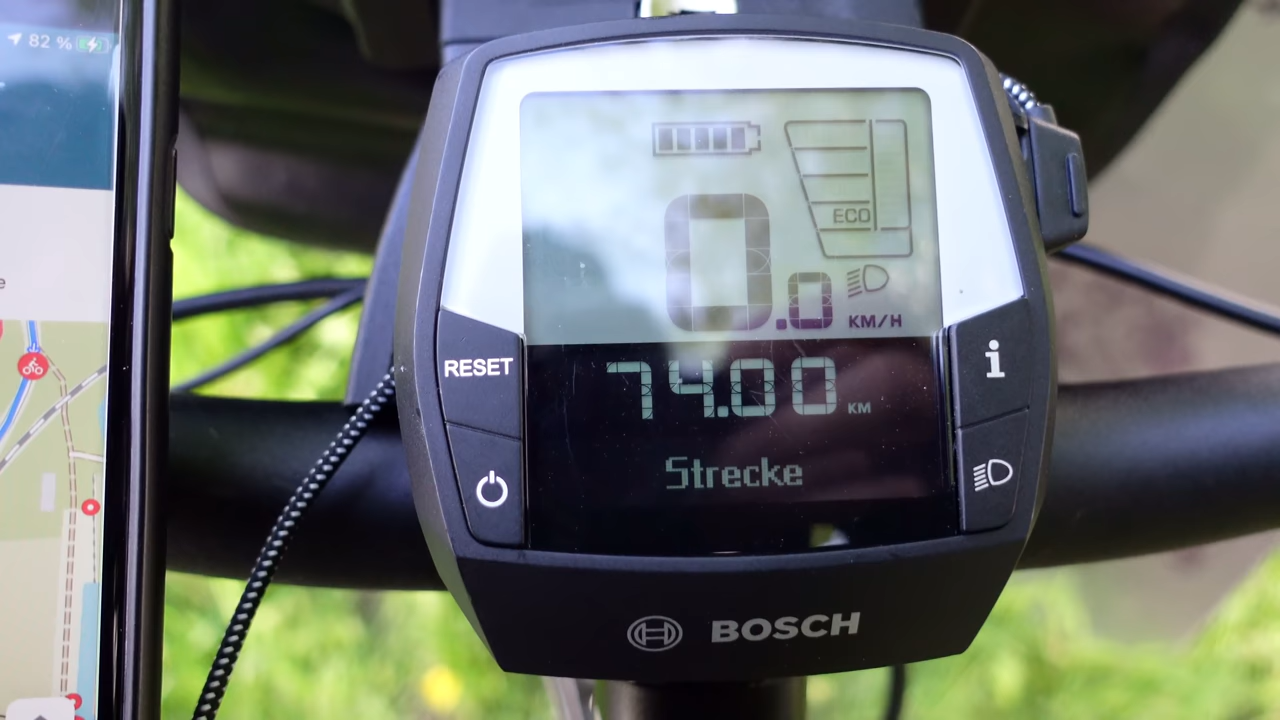 82 %
e
ECO
0.0
KM/H
RESET
74.00 KM
i
Strecke
BOSCH